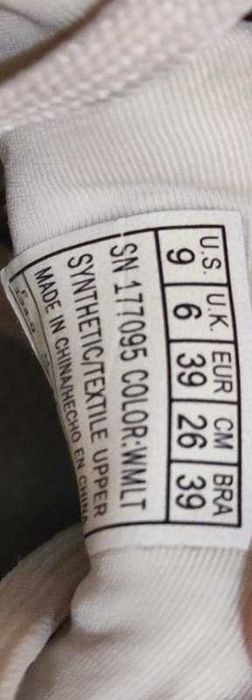 U.S. U.K. EUR CM BRA
9 6 39 26 39
SN 177095 COLOR:WMLT
SYNTHETIC/TEXTILE UPPER
MADE IN CHINA/HECHO EN CHINA